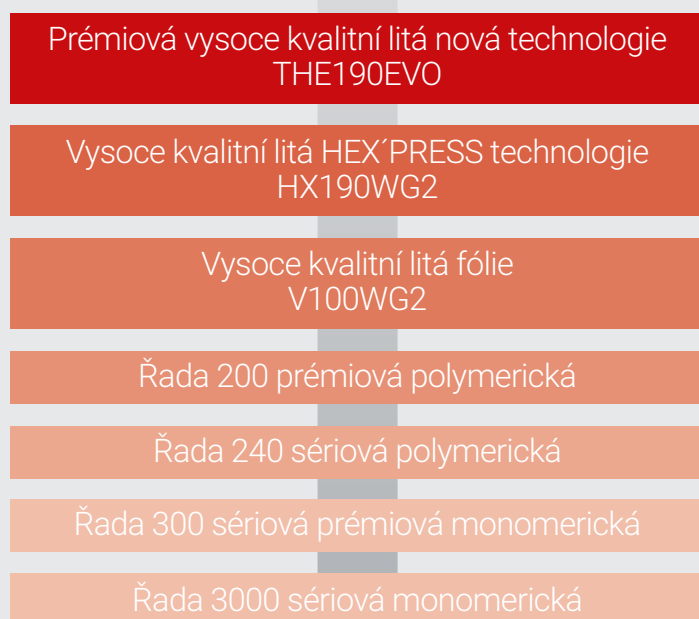 Prémiová vysoce kvalitní litá nová technologie
THE190EVO
Vysoce kvalitní litá HEX´PRESS technologie
HX190WG2
Vysoce kvalitní litá fólie
V100WG2
Řada 200 prémiová polymerická
Řada 240 sériová polymerická
Řada 300 sériová prémiová monomerická
Řada 3000 sériová monomerická